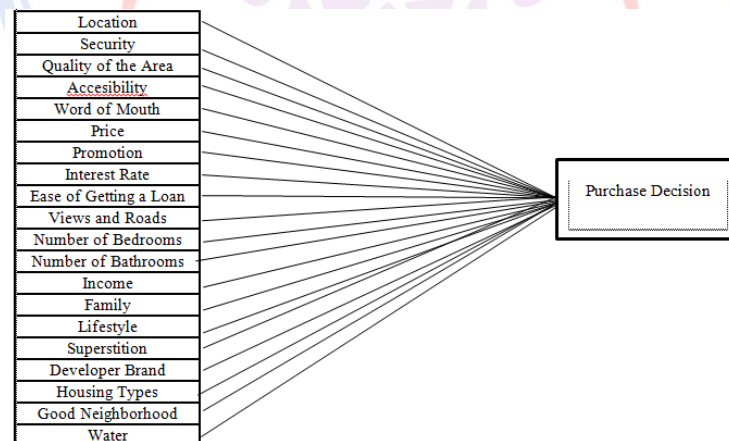 Location
Security
Quality of the Area
Accesibility
Word of Mouth
Price
Promotion
Interest Rate
Ease of Getting a Loan
Views and Roads
Number of Bedrooms
Number of Bathrooms
Income
Family
Lifestyle
Superstition
Developer Brand
Housing Types
Good Neighborhood
Water
Purchase Decision